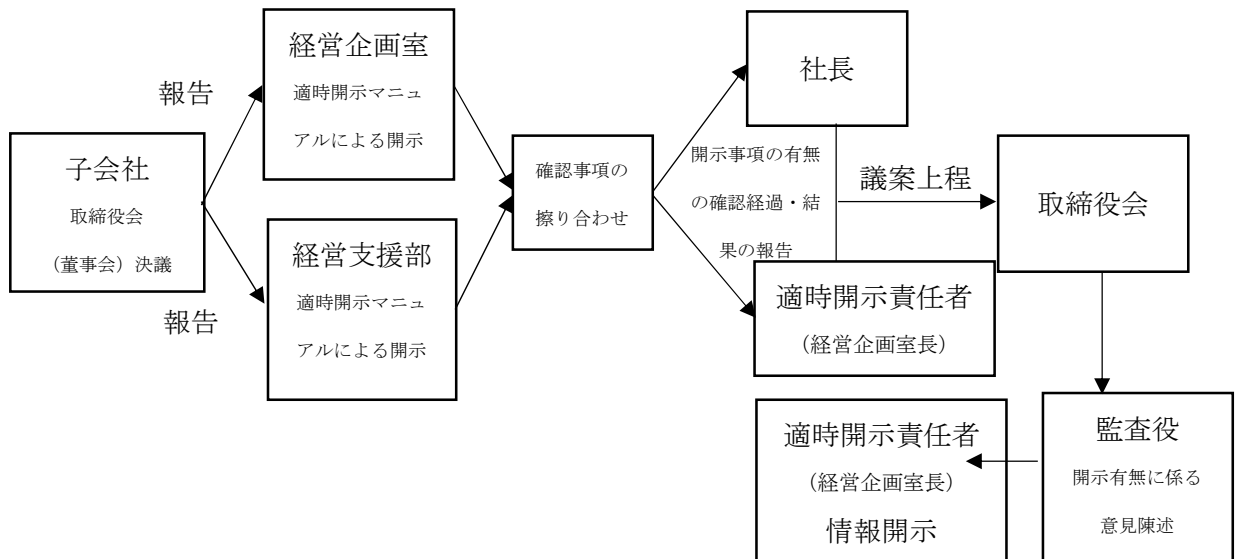 報告
経営企画室
適時開示マニュ
アルによる開示
子会社
取締役会
（董事会）決議
報告
経営支援部
適時開示マニュ
アルによる開示
確認事項の
擦り合わせ
社長
開示事項の有無
の確認経過・結
果の報告
適時開示責任者
（経営企画室長）
議案上程
取締役会
監査役
開示有無に係る
意見陳述
適時開示責任者
（経営企画室長）
情報開示